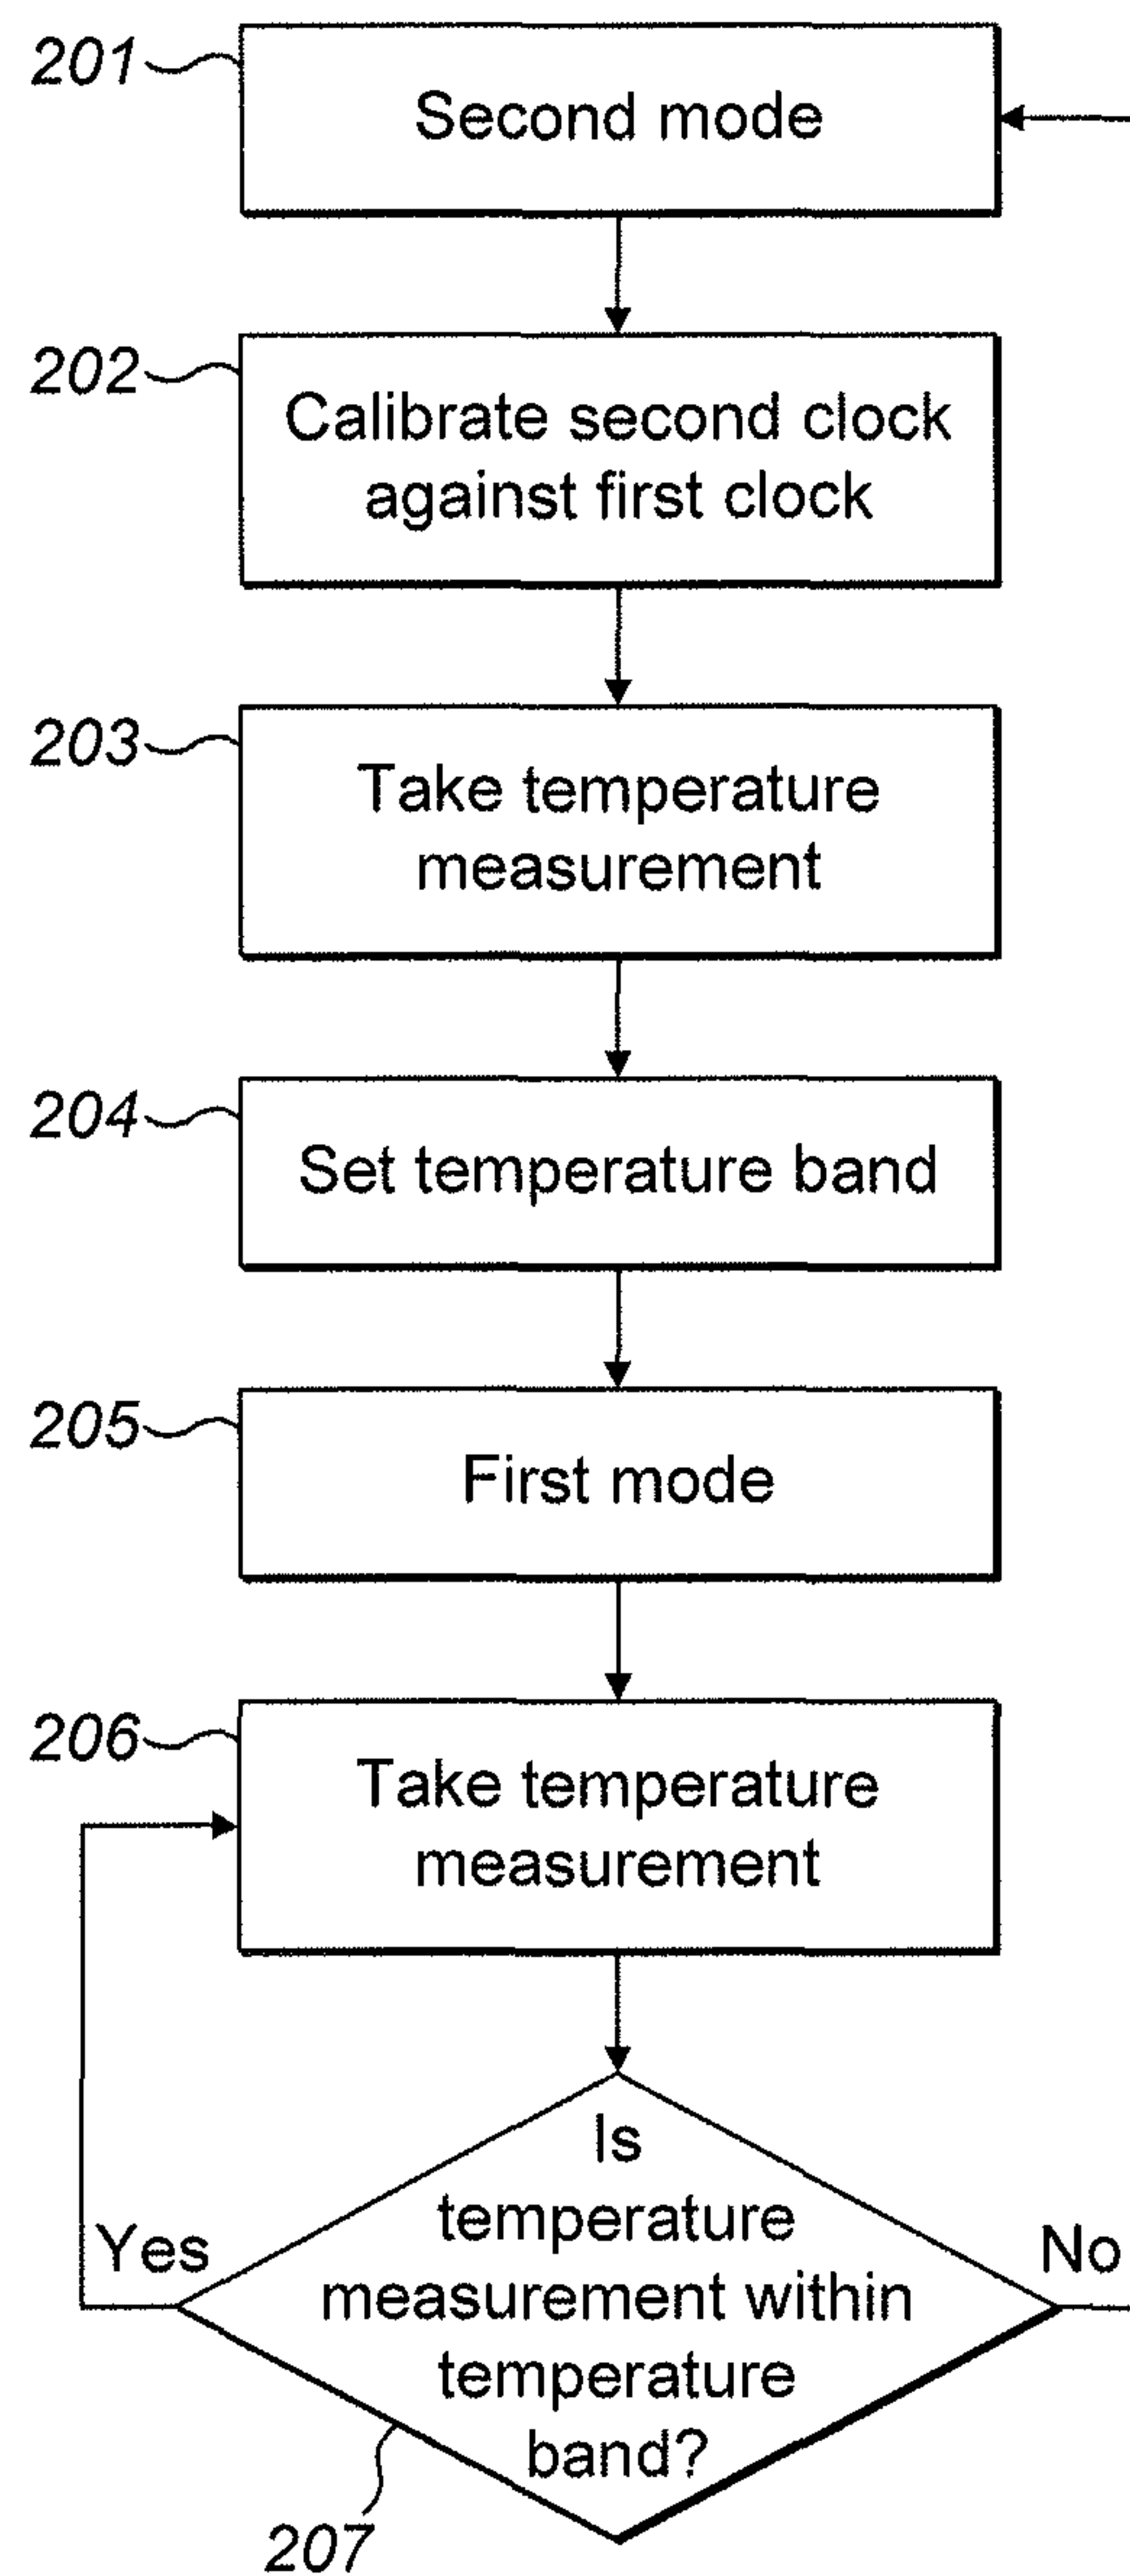 201
Second mode
202
Calibrate second clock
against first clock
203
Take temperature
measurement
204
Set temperature band
205
First mode
206
Take temperature
measurement
Is
temperature
measurement within
temperature
band?
Yes
No
207